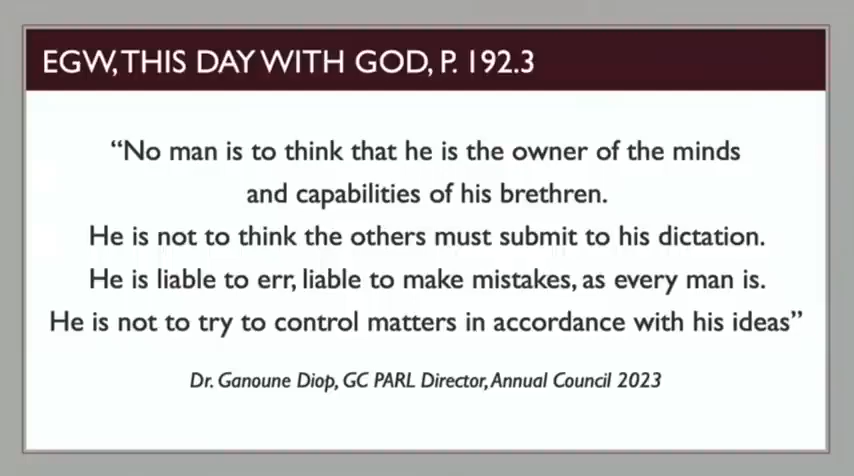 EGW, THIS DAY WITH GOD, P. 192.3
“No man is to think that he is the owner of the minds
and capabilities of his brethren.
He is not to think the others must submit to his dictation.
He is liable to err, liable to make mistakes, as every man is.
He is not to try to control matters in accordance with his ideas”
Dr. Ganoune Diop, GC PARL Director, Annual Council 2023